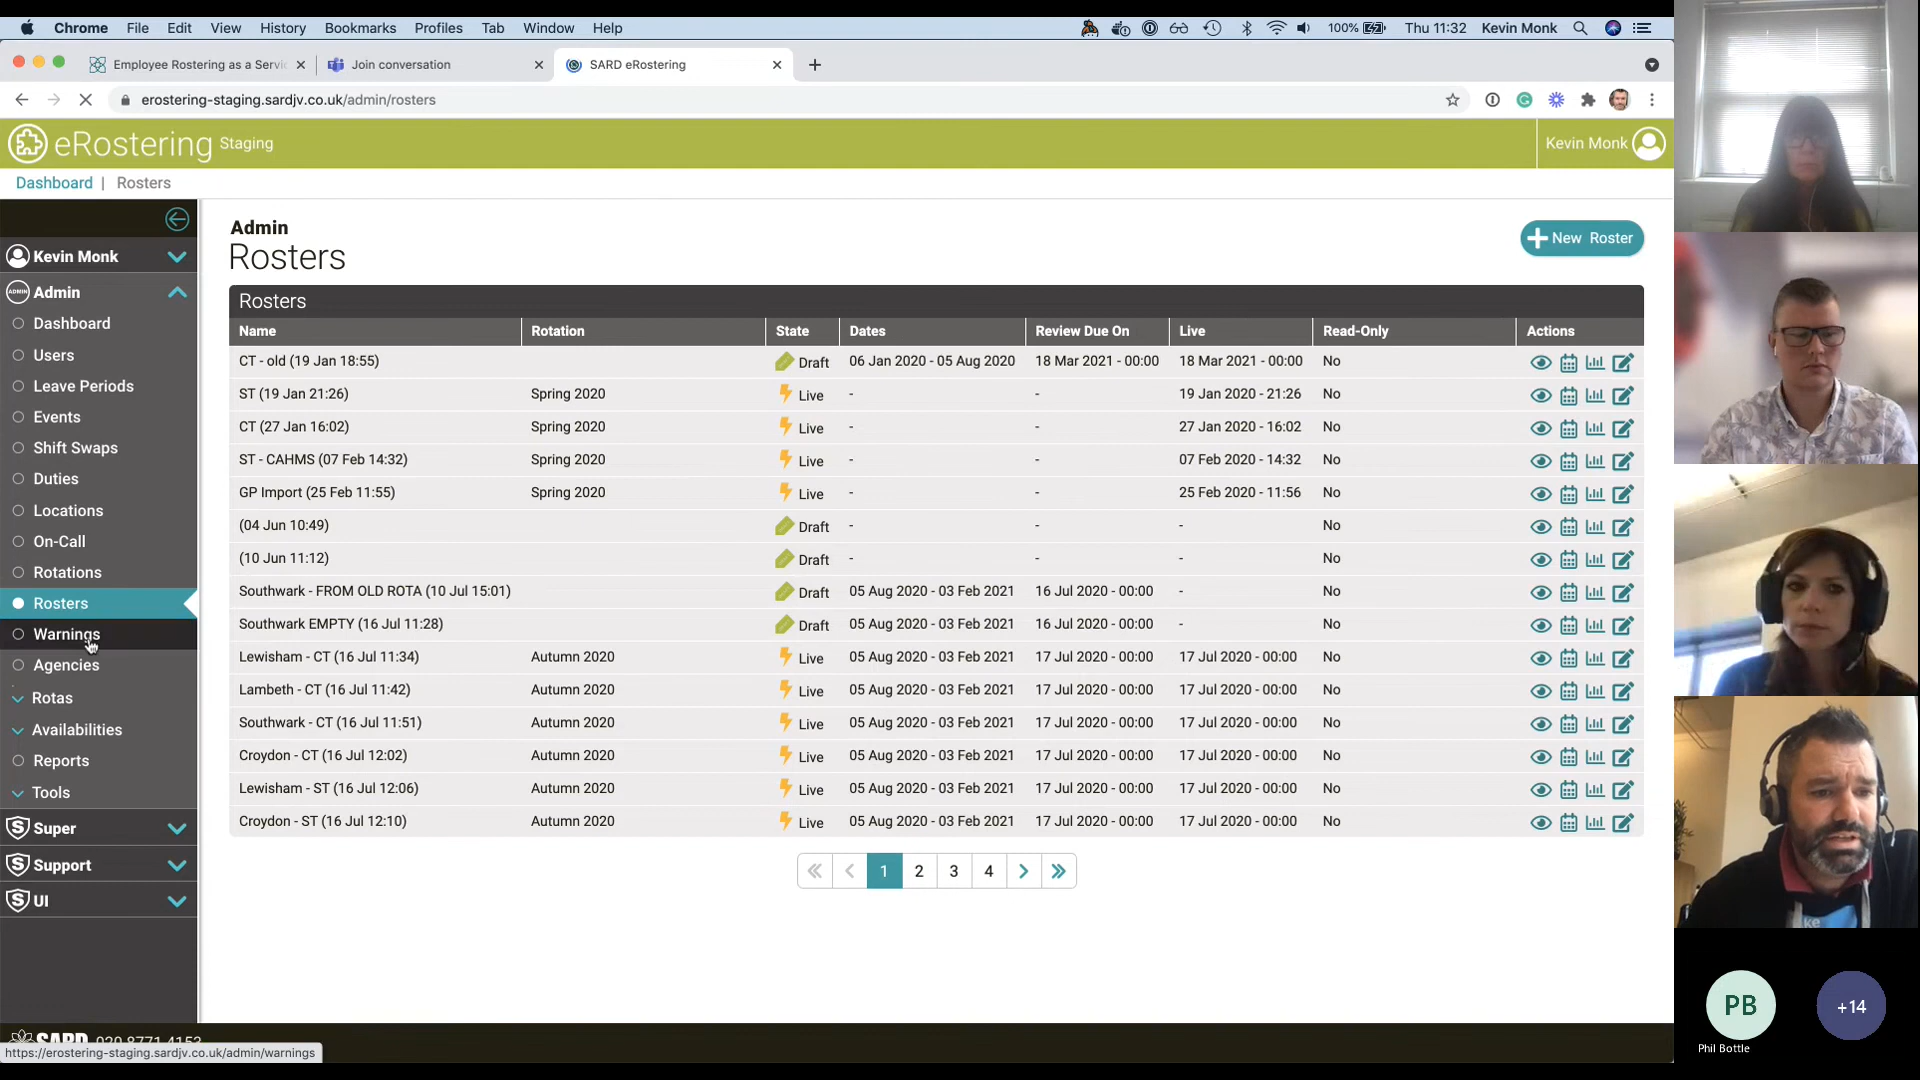 Chrome File Edit View History Bookmarks Profiles Tab Window Help 100% Thu 11:32 Kevin Monk
Employee Rostering as a Servic Join conversation SARD eRostering
erostering-staging.sardjv.co.uk/admin/rosters
eRostering Staging Kevin Monk
Dashboard | Rosters
Kevin Monk
ADMIN Admin
Dashboard
Users
Leave Periods
Events
Shift Swaps
Duties
Locations
On-Call
Rotations
Rosters
Warnings
Agencies
Rotas
Availabilities
Reports
Tools
S Super
S Support
S UI
SARD 020 8771 4153
https://erostering-staging.sardjv.co.uk/admin/warnings
Admin
Rosters
New Roster
Rosters
Name Rotation State Dates Review Due On Live Read-Only Actions
CT - old (19 Jan 18:55) Draft 06 Jan 2020 - 05 Aug 2020 18 Mar 2021 - 00:00 18 Mar 2021 - 00:00 No
ST (19 Jan 21:26) Spring 2020 Live - - 19 Jan 2020 - 21:26 No
CT (27 Jan 16:02) Spring 2020 Live - - 27 Jan 2020 - 16:02 No
ST - CAHMS (07 Feb 14:32) Spring 2020 Live - - 07 Feb 2020 - 14:32 No
GP Import (25 Feb 11:55) Spring 2020 Live - - 25 Feb 2020 - 11:56 No
(04 Jun 10:49) Draft - - - No
(10 Jun 11:12) Draft - - - No
Southwark - FROM OLD ROTA (10 Jul 15:01) Draft 05 Aug 2020 - 03 Feb 2021 16 Jul 2020 - 00:00 - No
Southwark EMPTY (16 Jul 11:28) Draft 05 Aug 2020 - 03 Feb 2021 16 Jul 2020 - 00:00 - No
Lewisham - CT (16 Jul 11:34) Autumn 2020 Live 05 Aug 2020 - 03 Feb 2021 17 Jul 2020 - 00:00 17 Jul 2020 - 00:00 No
Lambeth - CT (16 Jul 11:42) Autumn 2020 Live 05 Aug 2020 - 03 Feb 2021 17 Jul 2020 - 00:00 17 Jul 2020 - 00:00 No
Southwark - CT (16 Jul 11:51) Autumn 2020 Live 05 Aug 2020 - 03 Feb 2021 17 Jul 2020 - 00:00 17 Jul 2020 - 00:00 No
Croydon - CT (16 Jul 12:02) Autumn 2020 Live 05 Aug 2020 - 03 Feb 2021 17 Jul 2020 - 00:00 17 Jul 2020 - 00:00 No
Lewisham - ST (16 Jul 12:06) Autumn 2020 Live 05 Aug 2020 - 03 Feb 2021 17 Jul 2020 - 00:00 17 Jul 2020 - 00:00 No
Croydon - ST (16 Jul 12:10) Autumn 2020 Live 05 Aug 2020 - 03 Feb 2021 17 Jul 2020 - 00:00 17 Jul 2020 - 00:00 No
« ‹ 1 2 3 4 › »
ke
PB +14
Phil Bottle